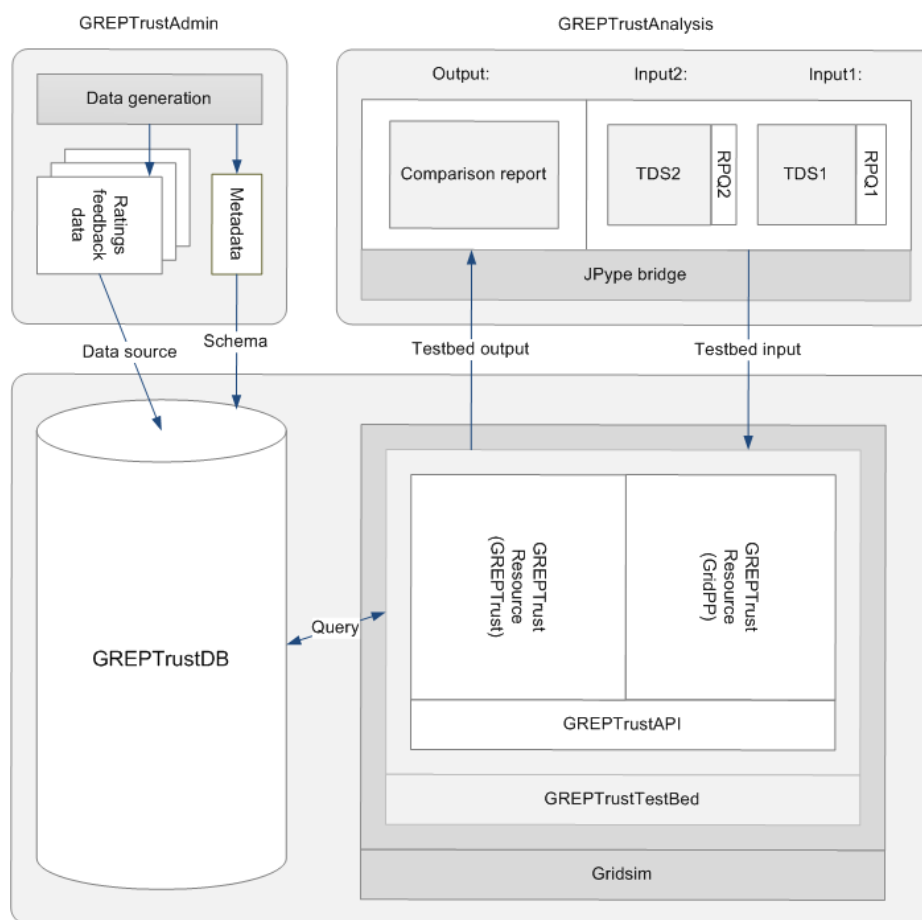 GREPTrustAdmin
GREPTrustAnalysis
Data generation
Ratings
feedback
data
Metadata
Output:
Input2:
Input1:
Comparison report
TDS2
RPQ2
TDS1
RPQ1
JPype bridge
Data source
Schema
Testbed output
Testbed input
GREPTrustDB
Query
GREPTrust
Resource
(GREPTrust)
GREPTrust
Resource
(GridPP)
GREPTrustAPI
GREPTrustTestBed
Gridsim